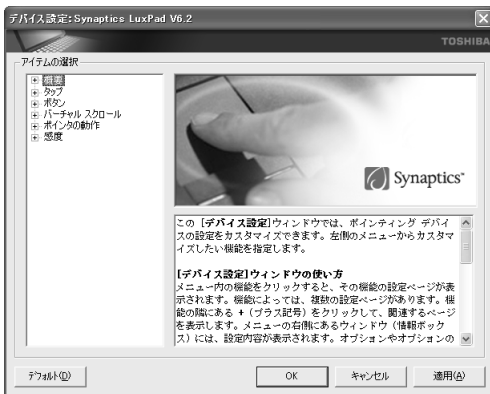 デバイス設定:Synaptics LuxPad V6.2
TOSHIBA
アイテムの選択
概要
タップ
ボタン
バーチャル スクロール
ポインタの動作
感度
Synaptics
この [デバイス設定]ウィンドウでは、ポインティング デバイ
スの設定をカスタマイズできます。左側のメニューからカスタマ
イズしたい機能を指定します。
[デバイス設定]ウィンドウの使い方
メニュー内の機能をクリックすると、その機能の設定ページが表
示されます。機能によっては、複数の設定ページがあります。機
能の隣にある + (プラス記号) をクリックして、関連するページ
を表示します。メニューの右側にあるウィンドウ (情報ボック
ス) には、設定内容が表示されます。オプションやオプションの
デフォルト(D)
OK
キャンセル
適用(A)